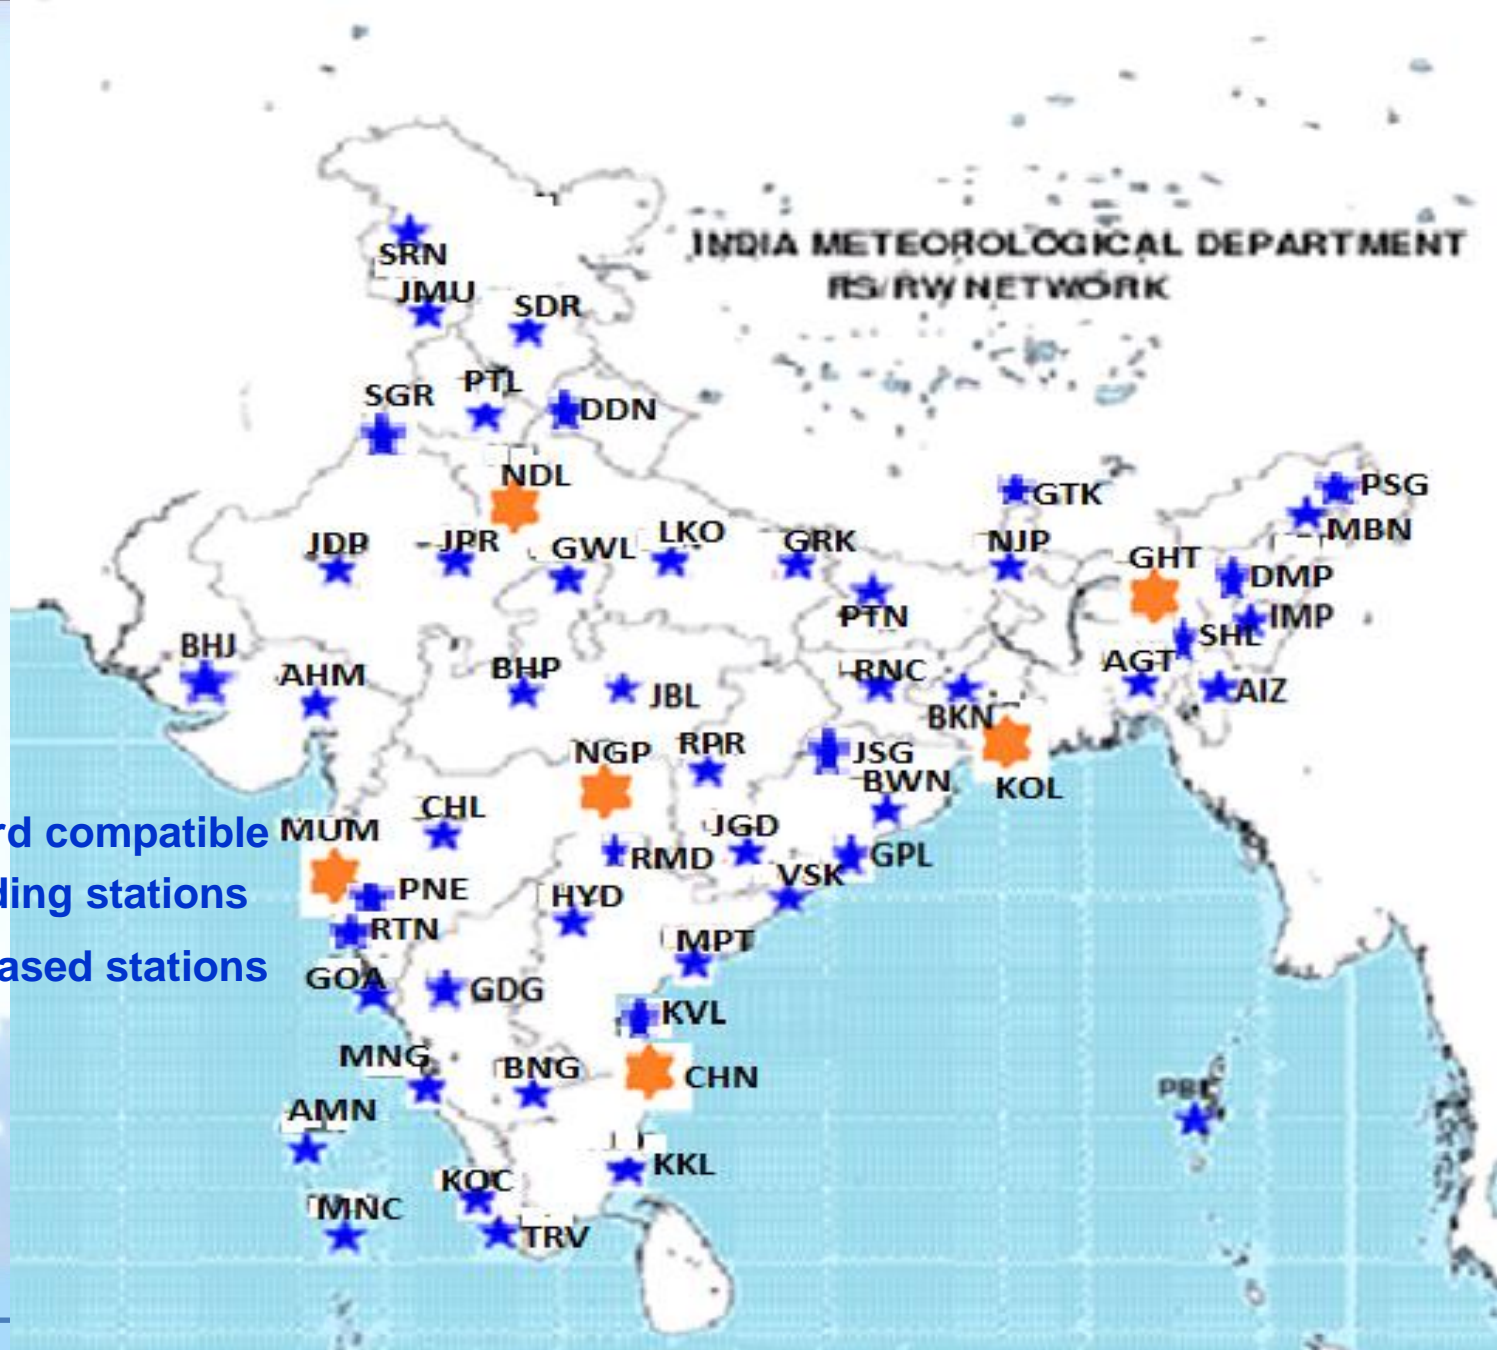 INDIA METEOROLOGICAL DEPARTMENT
RS/RW NETWORK
SRN
JMU
SDR
PTL
SGR
DDN
NDL
GTK
PSG
MBN
JDP
JPR
GWL
LKO
GRK
NJP
GHT
DMP
PTN
IMP
SHL
BHJ
AHM
BHP
JBL
RNC
AGT
AIZ
BKN
NGP
RPR
JSG
BWN
KOL
CHL
rd compatible
MUM
JGD
RMD
GPL
VSK
ding stations
PNE
HYD
RTN
MPT
ased stations
GOA
GDG
KVL
MNG
BNG
CHN
PBL
AMN
KKL
KOC
MNC
TRV